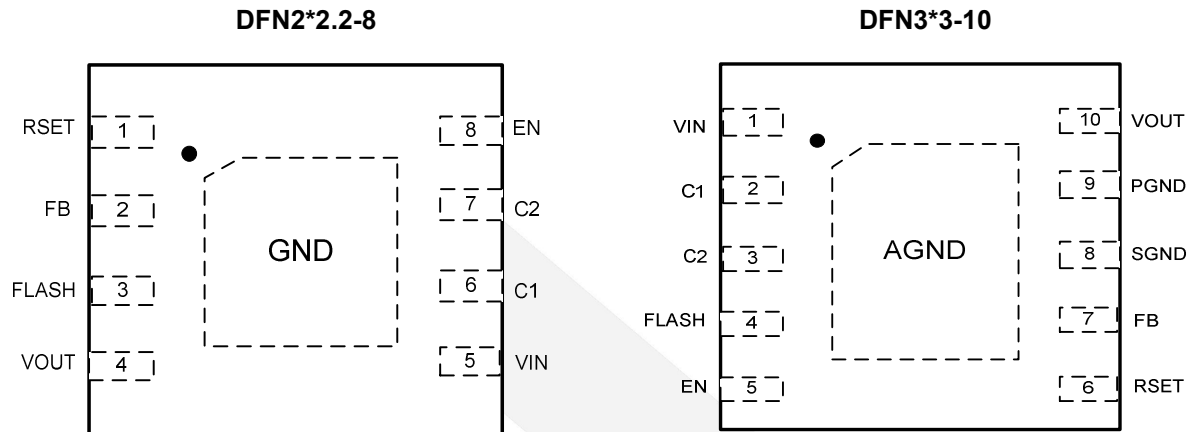 DFN2*2.2-8
RSET 1
8 EN
FB 2
7 C2
GND
FLASH 3
6 C1
VOUT 4
5 VIN
DFN3*3-10
VIN 1
10 VOUT
C1 2
9 PGND
C2 3
AGND
8 SGND
FLASH 4
7 FB
EN 5
6 RSET